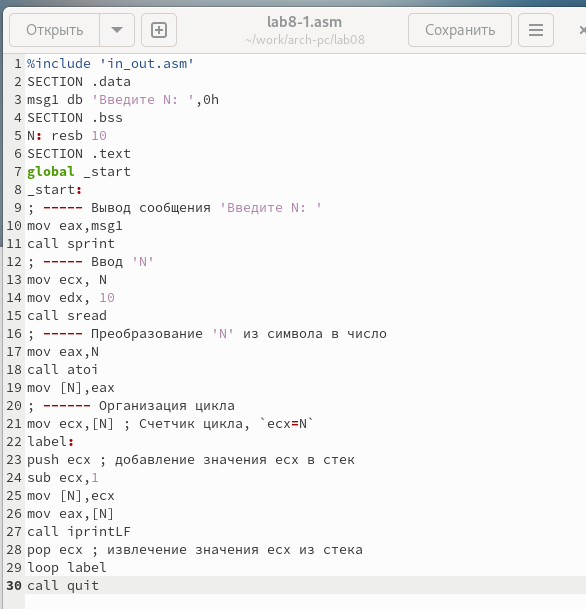 Открыть
lab8-1.asm
~/work/arch-pc/lab08
Сохранить
1 %include 'in_out.asm'
2 SECTION .data
3 msg1 db 'Введите N: ',0h
4 SECTION .bss
5 N: resb 10
6 SECTION .text
7 global _start
8 _start:
9 ; ----- Вывод сообщения 'Введите N: '
10 mov eax,msg1
11 call sprint
12 ; ----- Ввод 'N'
13 mov ecx, N
14 mov edx, 10
15 call sread
16 ; ----- Преобразование 'N' из символа в число
17 mov eax,N
18 call atoi
19 mov [N],eax
20 ; ------ Организация цикла
21 mov ecx,[N] ; Счетчик цикла, `ecx=N`
22 label:
23 push ecx ; добавление значения ecx в стек
24 sub ecx,1
25 mov [N],ecx
26 mov eax,[N]
27 call iprintLF
28 pop ecx ; извлечение значения ecx из стека
29 loop label
30 call quit